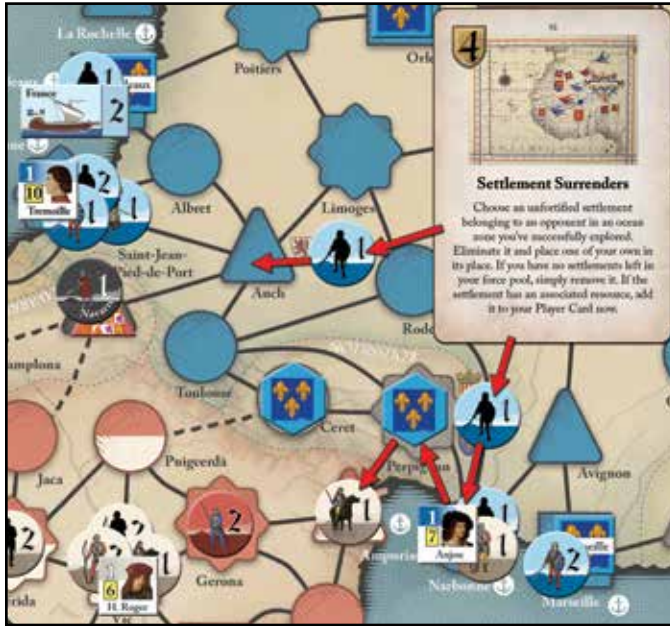 La Rochelle
Poitiers
1
4
Settlement Surrenders
Choose an unfortified settlement
belonging to an opponent in an ocean
zone you've successfully explored.
Eliminate it and place one of your own in
its place. If you have no settlements left in
your force pool, simply remove it. If the
settlement has an associated resource, add
it to your Player Card now.
France
2
1
10
Tremoille
2
1
Albret
Limoges
Saint-Jean
Pied-de-Port
1
Auch
1
Navarre
Toulouse
Ceret
1
Avignon
Puigcerdà
Jaca
2
Gerona
1
1
7
Anjou
1
Narbonne
2
Marseille
1
6
H. Roger